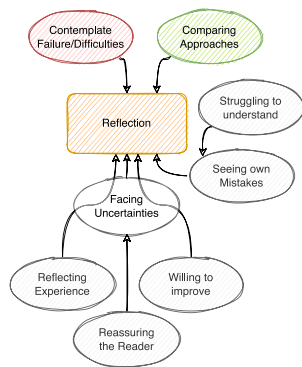 Contemplate
Failure/Difficulties
Comparing
Approaches
Struggling to
understand
Reflection
Seeing own
Mistakes
Facing
Uncertainties
Reflecting
Experience
Willing to
improve
Reassuring
the Reader